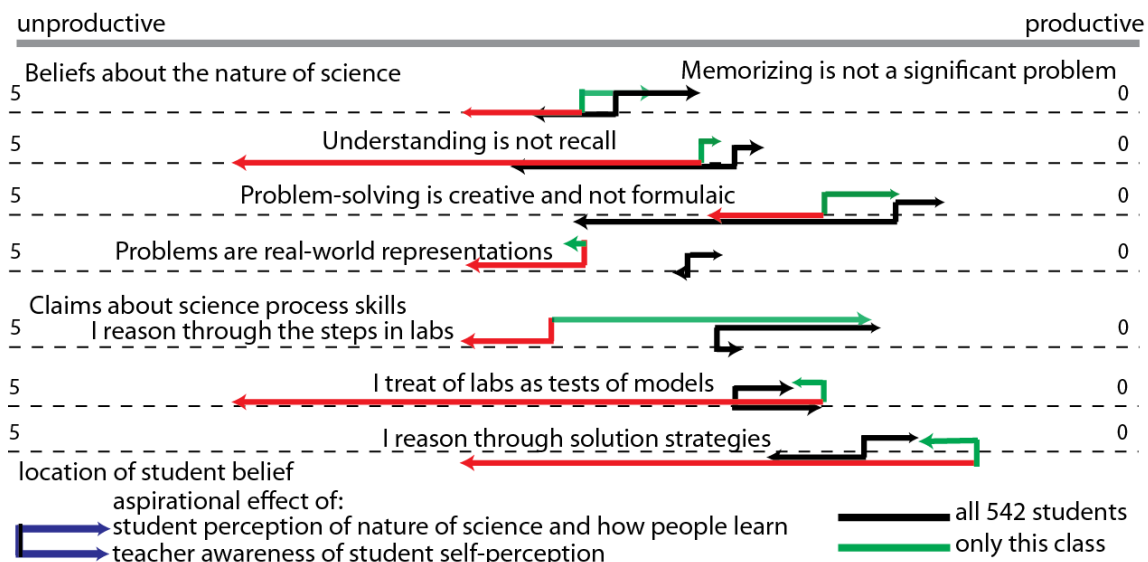 unproductive productive
Beliefs about the nature of science Memorizing is not a significant problem
5 0
5 Understanding is not recall 0
Problem-solving is creative and not formulaic
5 0
5 Problems are real-world representations 0
Claims about science process skills
5 I reason through the steps in labs 0
5 I treat of labs as tests of models 0
5 I reason through solution strategies 0
location of student belief
aspirational effect of:
student perception of nature of science and how people learn
teacher awareness of student self-perception
all 542 students
only this class